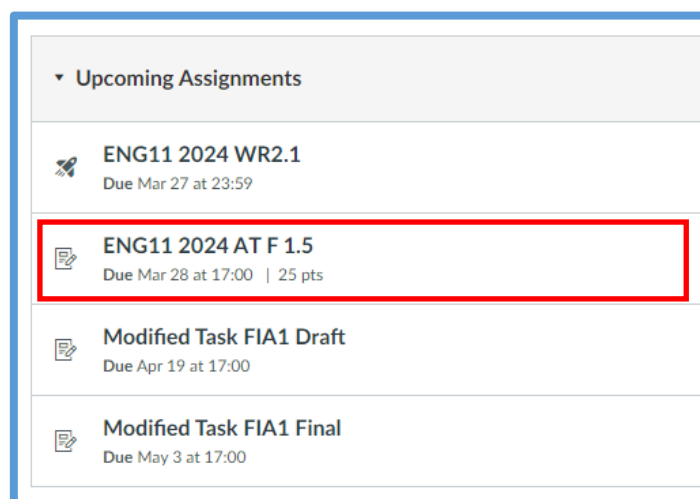 Upcoming Assignments
ENG11 2024 WR2.1
Due Mar 27 at 23:59
ENG11 2024 AT F 1.5
Due Mar 28 at 17:00 | 25 pts
Modified Task FIA1 Draft
Due Apr 19 at 17:00
Modified Task FIA1 Final
Due May 3 at 17:00